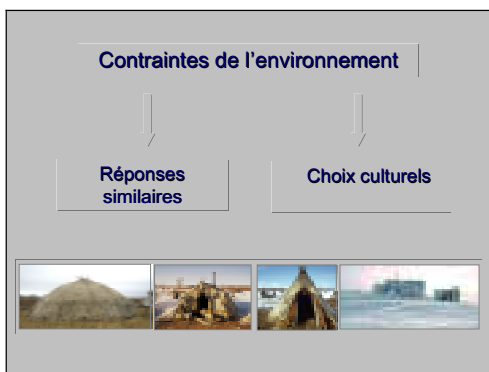 Contraintes de l'environnement
Réponses
similaires
Choix culturels